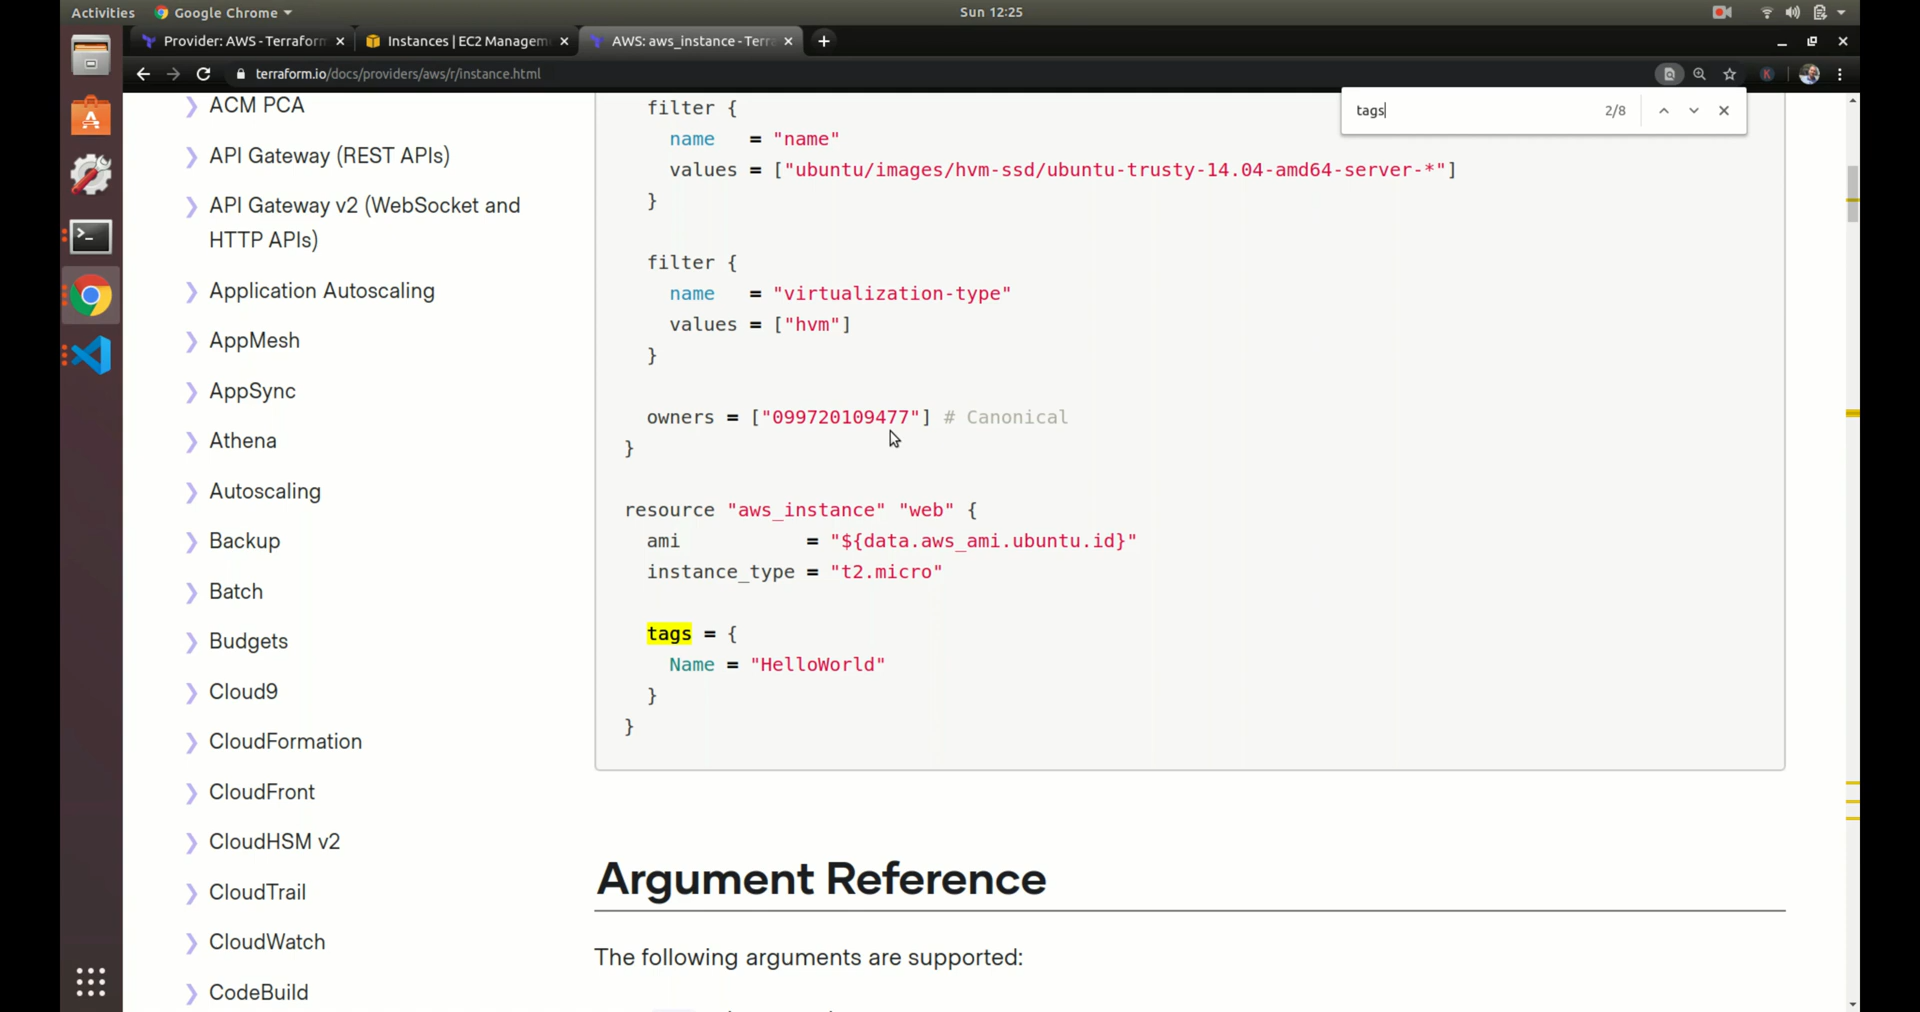 Activities Google Chrome Sun 12:25
Provider: AWS - Terraform Instances | EC2 Managem AWS: aws_instance - Terra
terraform.io/docs/providers/aws/r/instance.html
tags 2/8
ACM PCA
API Gateway (REST APIs)
API Gateway v2 (WebSocket and
HTTP APIs)
Application Autoscaling
AppMesh
AppSync
Athena
Autoscaling
Backup
Batch
Budgets
Cloud9
CloudFormation
CloudFront
CloudHSM v2
CloudTrail
CloudWatch
CodeBuild
filter {
name = "name"
values = ["ubuntu/images/hvm-ssd/ubuntu-trusty-14.04-amd64-server-*"]
}
filter {
name = "virtualization-type"
values = ["hvm"]
}
owners = ["099720109477"] # Canonical
}
resource "aws_instance" "web" {
ami = "${data.aws_ami.ubuntu.id}"
instance_type = "t2.micro"
tags = {
Name = "HelloWorld"
}
}
Argument Reference
The following arguments are supported: